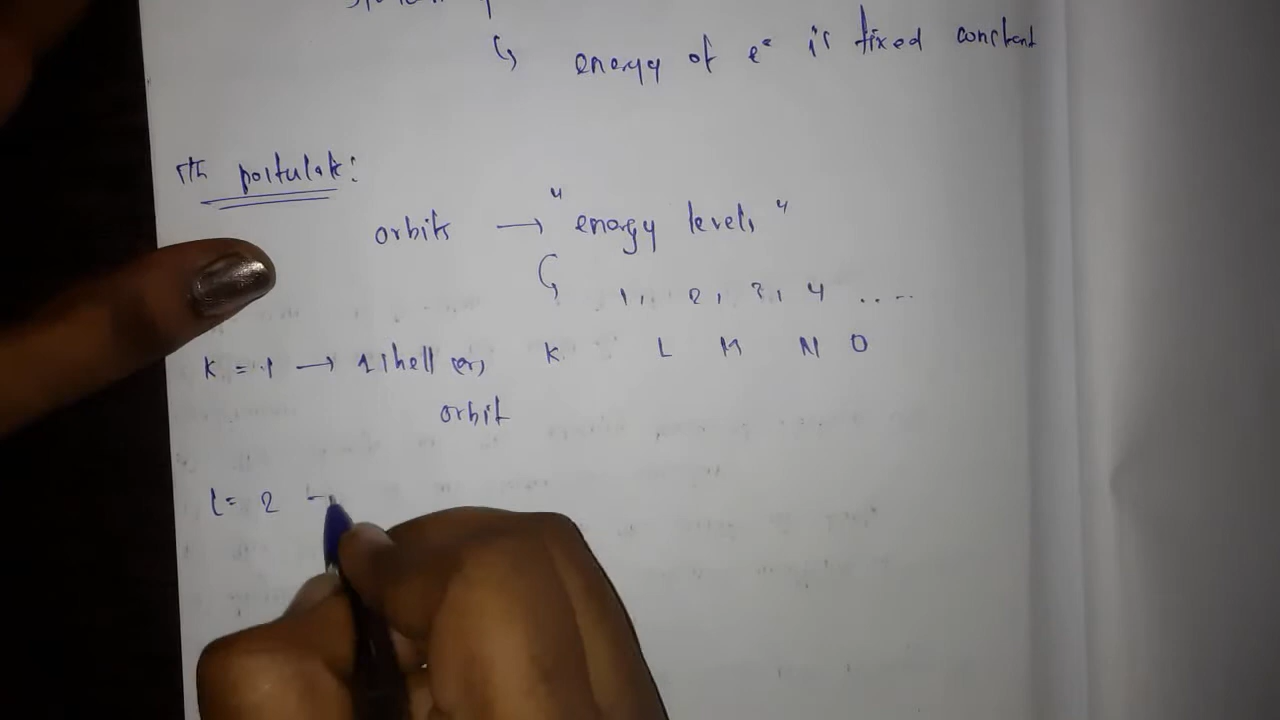 energy of e⁻ is fixed constant
5th postulate:
orbits → "energy levels"
1, 2, 3, 4 .....
K L M N O
K = 1 → 1 shell (or)
orbit
L = 2 →